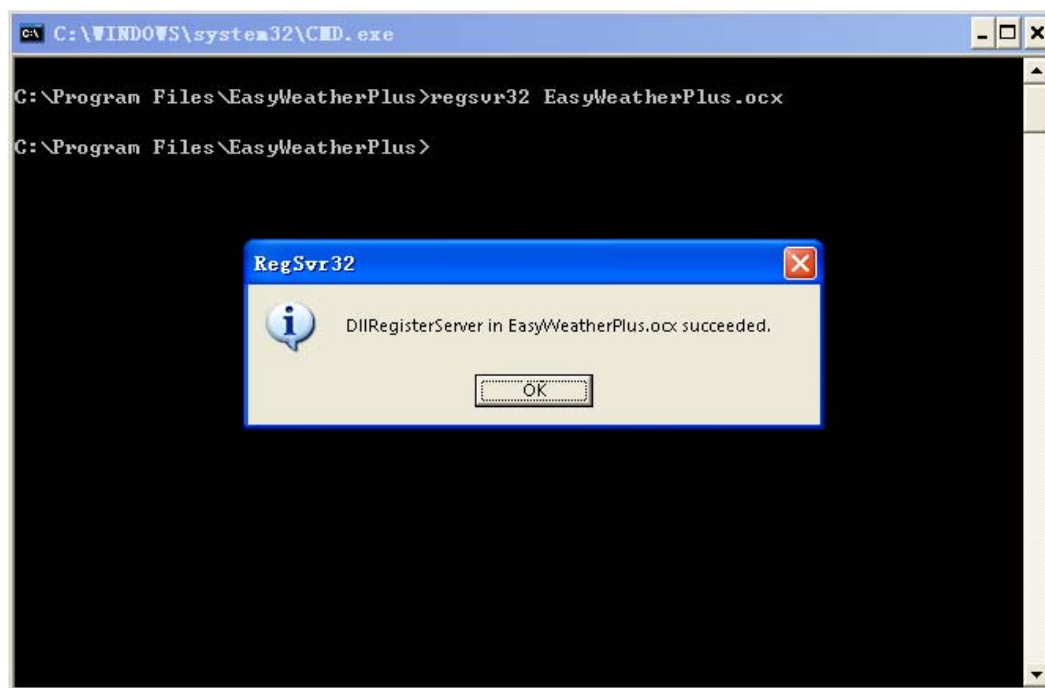 C:\WINDOWS\system32\CMD.exe
C:\Program Files\EasyWeatherPlus>regsvr32 EasyWeatherPlus.ocx
C:\Program Files\EasyWeatherPlus>
RegSvr32
DllRegisterServer in EasyWeatherPlus.ocx succeeded.
OK